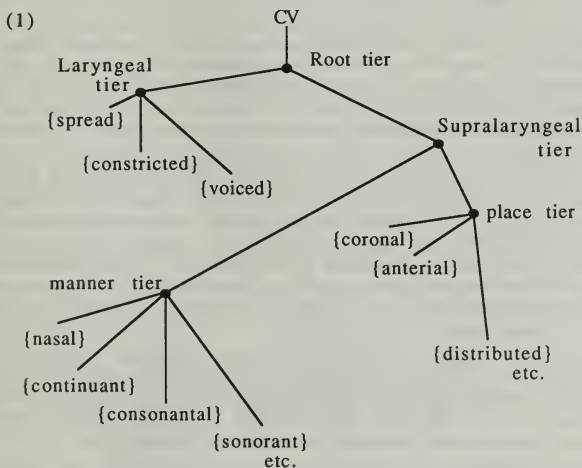 (1)
CV
Root tier
Laryngeal
tier
{spread}
{constricted}
{voiced}
Supralaryngeal
tier
place tier
{coronal}
{anterial}
{distributed}
etc.
manner tier
{nasal}
{continuant}
{consonantal}
{sonorant}
etc.